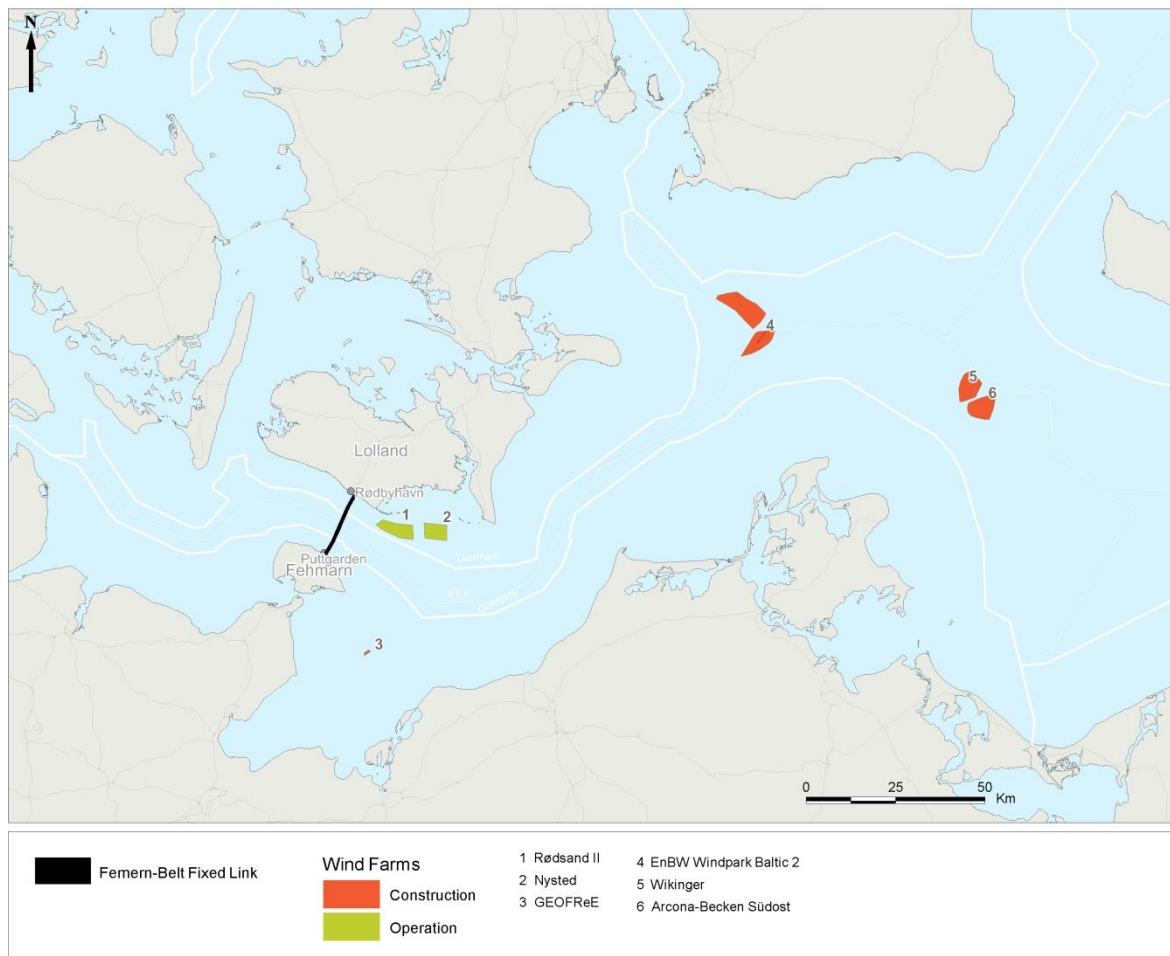 N
4
5
6
Lolland
Rødbyhavn
1
2
Puttgarden
Fehmarn
Denmark
EEZ
Germany
3
0 25 50
Km
Femern-Belt Fixed Link
Wind Farms
Construction
Operation
1 Rødsand II
2 Nysted
3 GEOFReE
4 EnBW Windpark Baltic 2
5 Wikinger
6 Arcona-Becken Südost